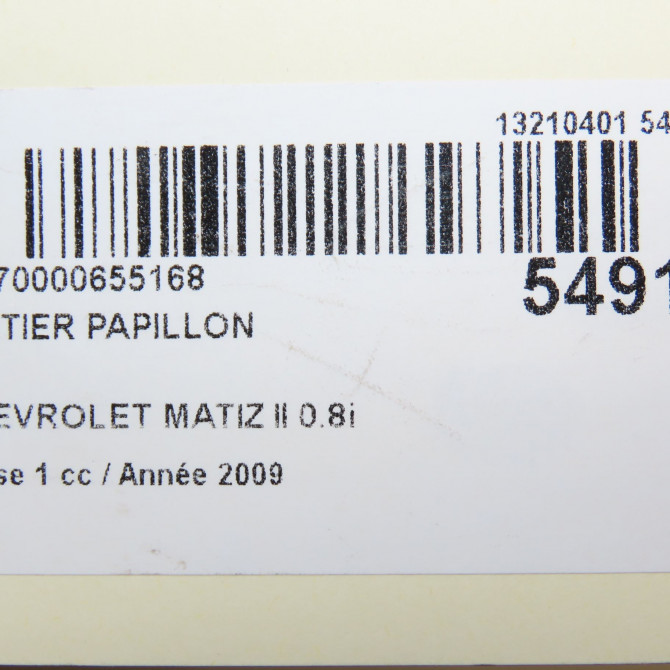 13210401 54
70000655168
5491
TIER PAPILLON
EVROLET MATIZ II 0.8i
se 1 cc / Année 2009